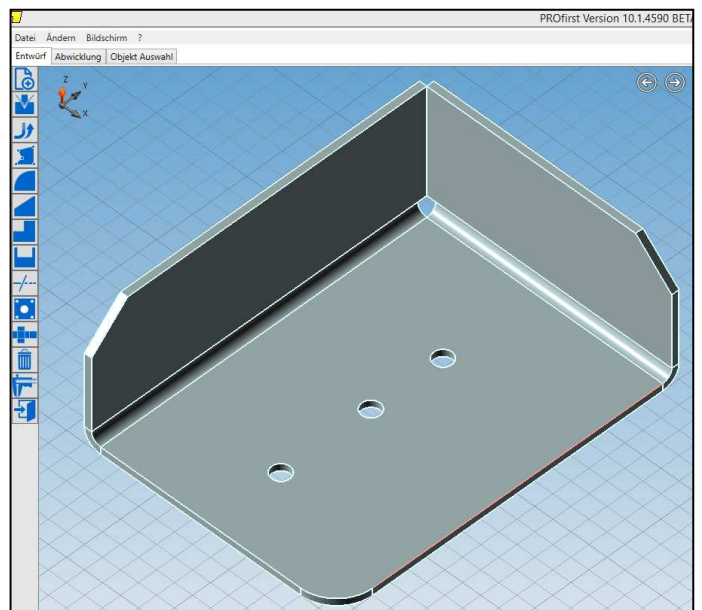 PROfirst Version 10.1.4590 BETA
Datei Ändern Bildschirm ?
Entwurf Abwicklung Objekt Auswahl
Z
Y
X